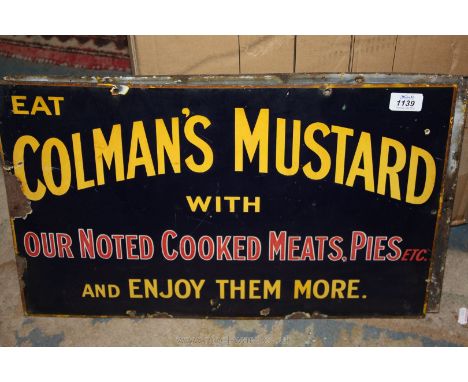 EAT
1139
COLMAN'S MUSTARD
WITH
OUR NOTED COOKED MEATS, PIES ETC.
AND ENJOY THEM MORE.